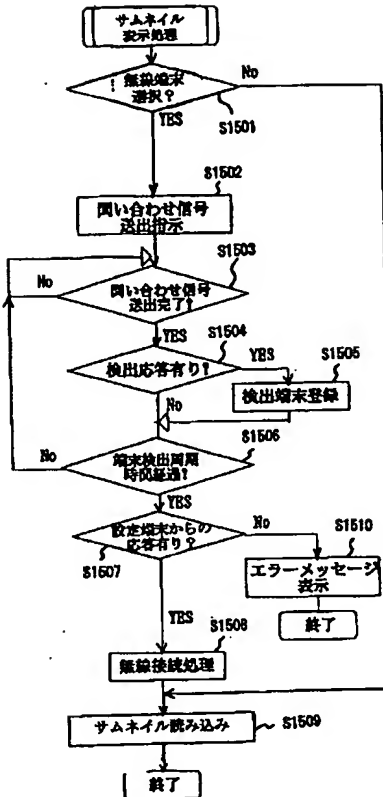 サムネイル
表示処理
無線端末
選択?
No
S1501
YES
S1502
問い合わせ信号
送出指示
S1503
No
問い合わせ信号
送出完了?
YES
S1504
検出応答有り?
YES
S1505
検出端末登録
No
S1506
No
端末検出周期
時間経過?
YES
設定端末からの
応答有り?
No
S1507
S1510
エラーメッセージ
表示
終了
YES
S1508
無線接続処理
サムネイル読み込み
S1509
終了